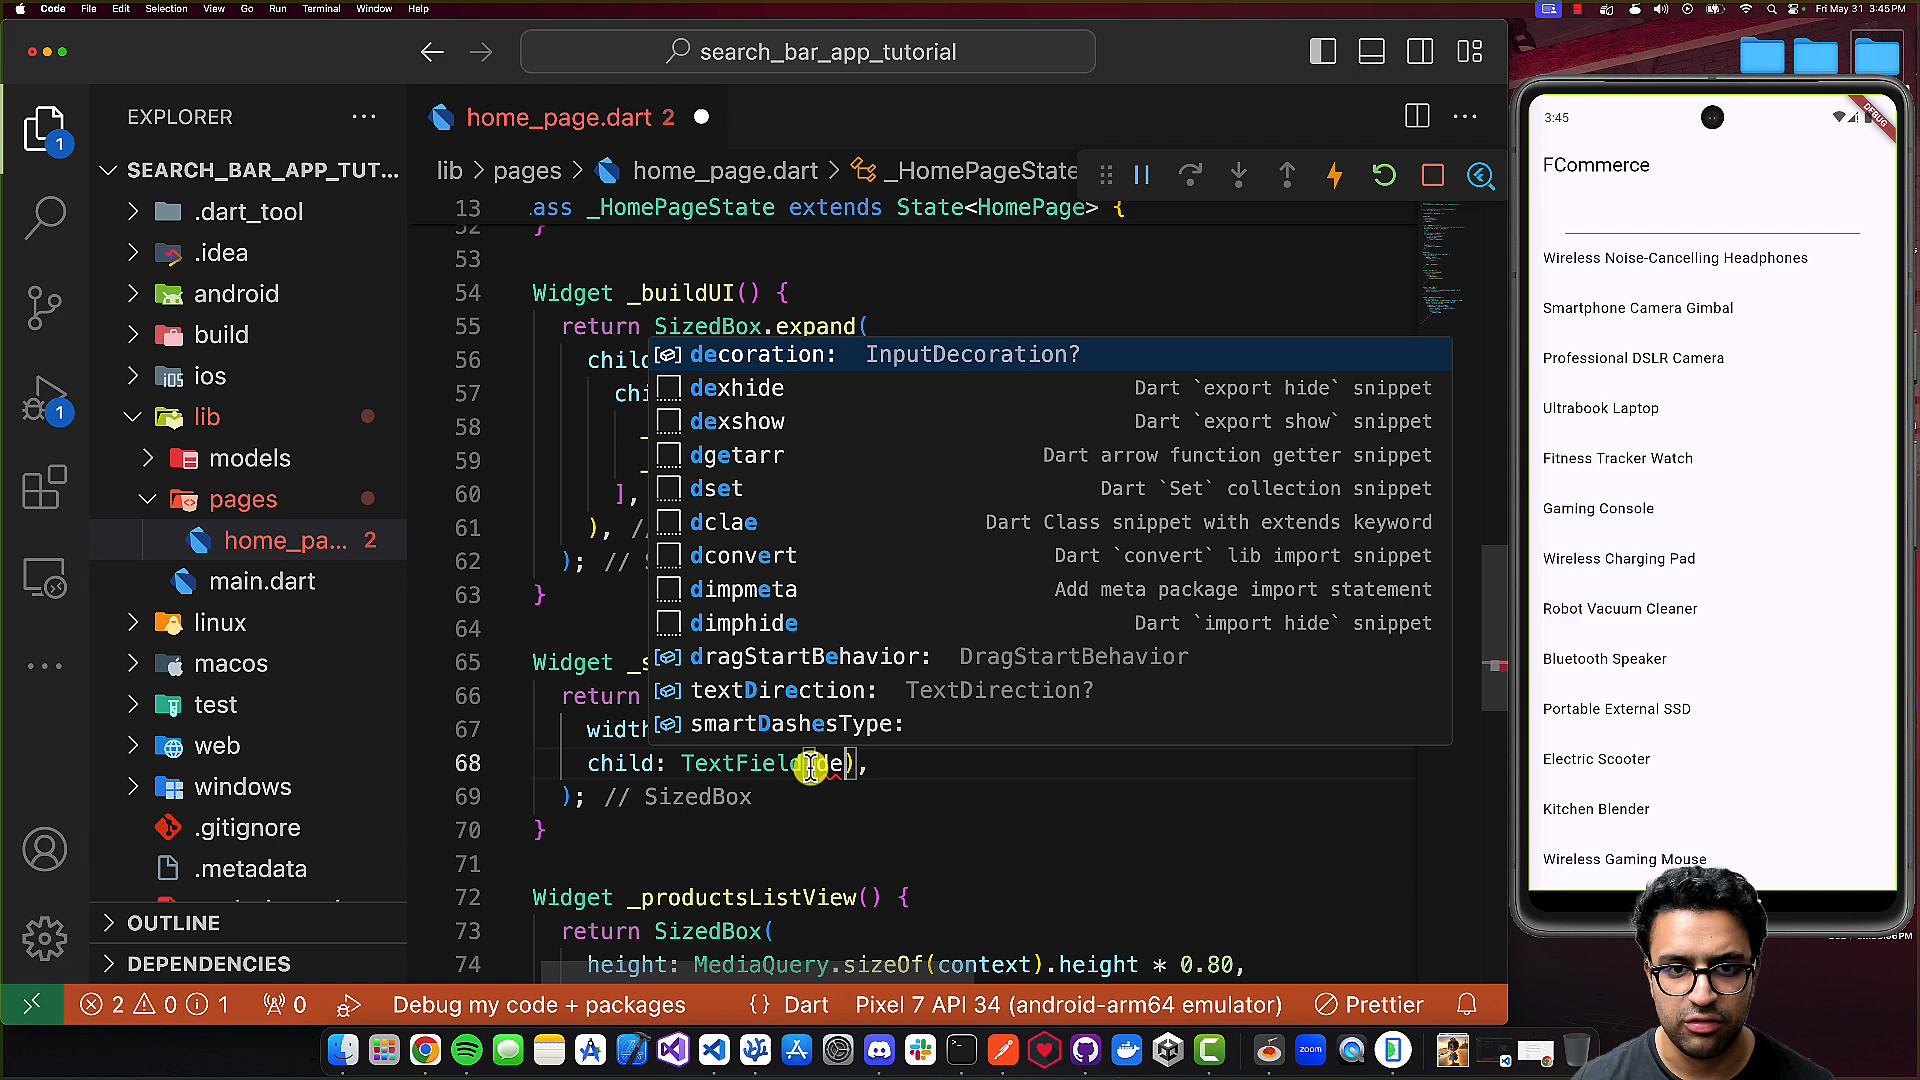 Code File Edit Selection View Go Run Terminal Window Help
Fri May 31 3:45 PM
search_bar_app_tutorial
EXPLORER
SEARCH_BAR_APP_TUT...
.dart_tool
.idea
android
build
ios
lib
models
pages
home_pa... 2
main.dart
linux
macos
test
web
windows
.gitignore
.metadata
OUTLINE
DEPENDENCIES
1
1
home_page.dart 2
lib > pages > home_page.dart > _HomePageState
13 ass _HomePageState extends State<HomePage> {
52 }
53
54 Widget _buildUI() {
55 return SizedBox.expand(
56 child
57 chi
58 _
59 _
60 ],
61 ), //
62 ); // S
63 }
64
65 Widget _s
66 return
67 width
68 child: TextField(de),
69 ); // SizedBox
70 }
71
72 Widget _productsListView() {
73 return SizedBox(
74 height: MediaQuery.sizeOf(context).height * 0.80,
decoration: InputDecoration?
dexhide Dart `export hide` snippet
dexshow Dart `export show` snippet
dgetarr Dart arrow function getter snippet
dset Dart `Set` collection snippet
dclae Dart Class snippet with extends keyword
dconvert Dart `convert` lib import snippet
dimpmeta Add meta package import statement
dimphide Dart `import hide` snippet
dragStartBehavior: DragStartBehavior
textDirection: TextDirection?
smartDashesType:
2 0 1 0 Debug my code + packages {} Dart Pixel 7 API 34 (android-arm64 emulator) Prettier
3:45
DEBUG
FCommerce
Wireless Noise-Cancelling Headphones
Smartphone Camera Gimbal
Professional DSLR Camera
Ultrabook Laptop
Fitness Tracker Watch
Gaming Console
Wireless Charging Pad
Robot Vacuum Cleaner
Bluetooth Speaker
Portable External SSD
Electric Scooter
Kitchen Blender
Wireless Gaming Mouse
zoom